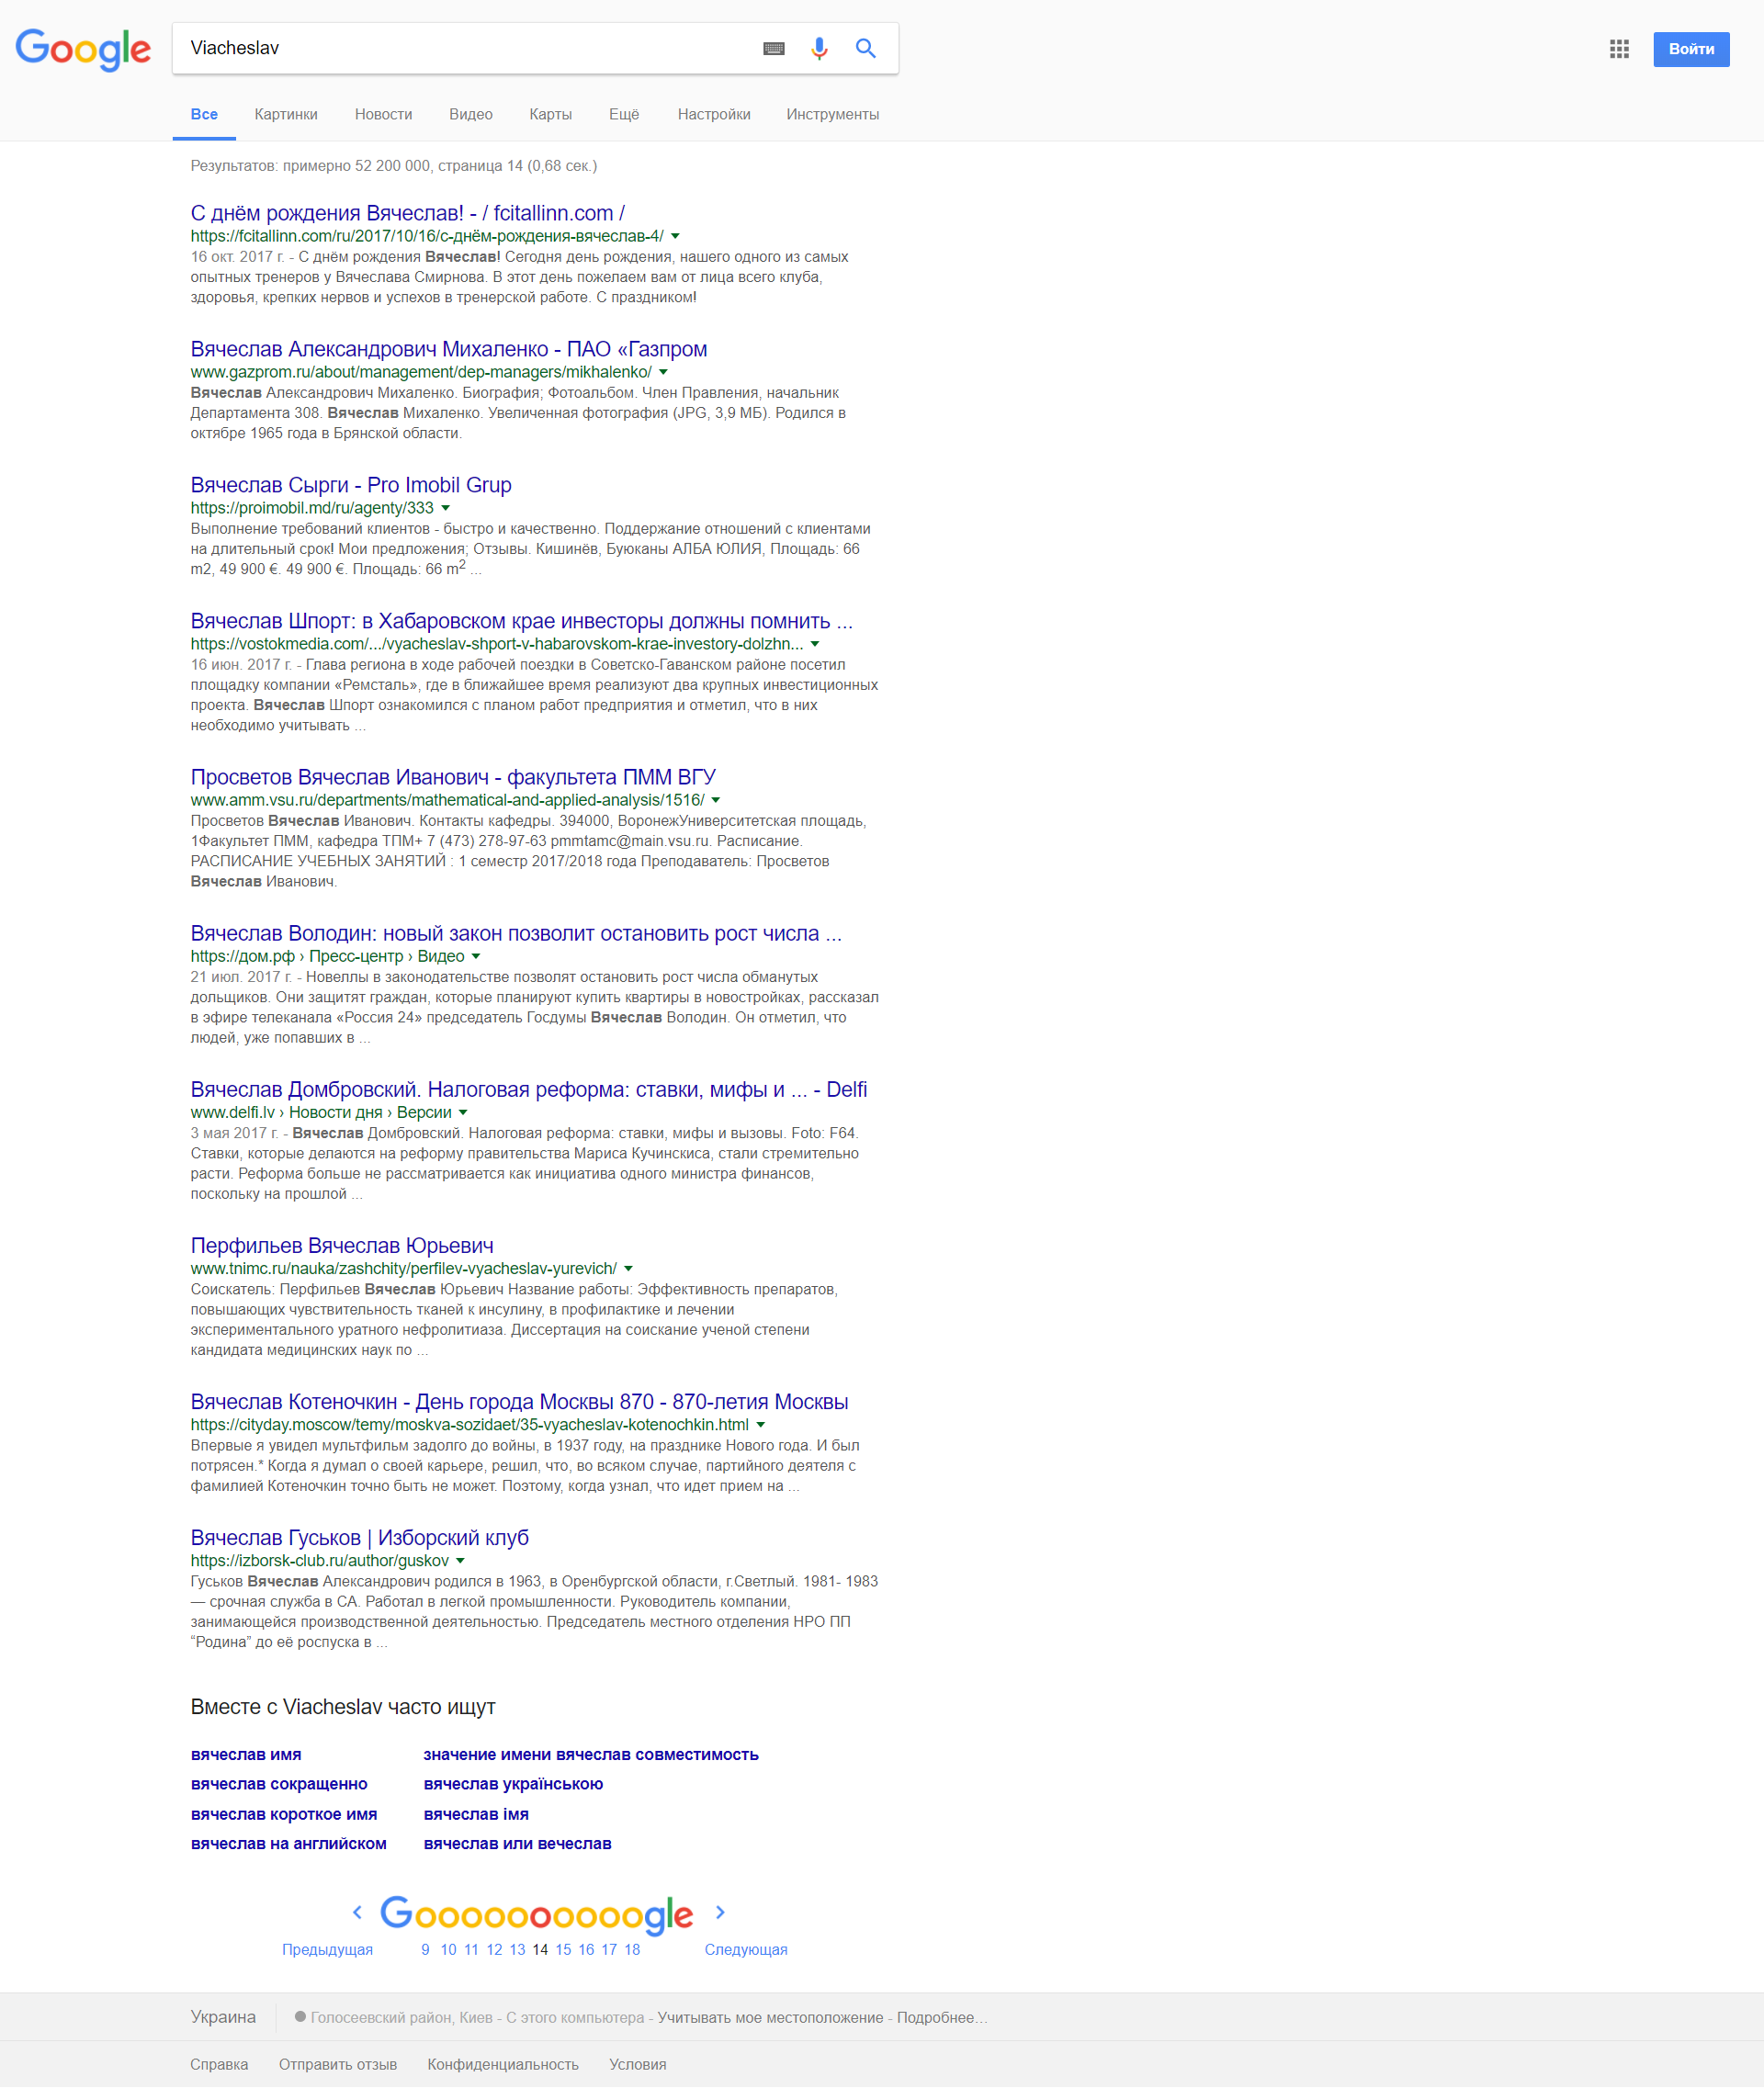 Google
Viacheslav
Войти
Все Картинки Новости Видео Карты Ещё Настройки Инструменты
Результатов: примерно 52 200 000, страница 14 (0,68 сек.)
С днём рождения Вячеслав! - / fcitallinn.com /
https://fcitallinn.com/ru/2017/10/16/с-днём-рождения-вячеслав-4/
16 окт. 2017 г. - С днём рождения Вячеслав! Сегодня день рождения, нашего одного из самых
опытных тренеров у Вячеслава Смирнова. В этот день пожелаем вам от лица всего клуба,
здоровья, крепких нервов и успехов в тренерской работе. С праздником!
Вячеслав Александрович Михаленко - ПАО «Газпром
www.gazprom.ru/about/management/dep-managers/mikhalenko/
Вячеслав Александрович Михаленко. Биография; Фотоальбом. Член Правления, начальник
Департамента 308. Вячеслав Михаленко. Увеличенная фотография (JPG, 3,9 МБ). Родился в
октябре 1965 года в Брянской области.
Вячеслав Сырги - Pro Imobil Grup
https://proimobil.md/ru/agenty/333
Выполнение требований клиентов - быстро и качественно. Поддержание отношений с клиентами
на длительный срок! Мои предложения; Отзывы. Кишинёв, Буюканы АЛБА ЮЛИЯ, Площадь: 66
m2, 49 900 €. 49 900 €. Площадь: 66 m² ...
Вячеслав Шпорт: в Хабаровском крае инвесторы должны помнить ...
https://vostokmedia.com/.../vyacheslav-shport-v-habarovskom-krae-investory-dolzhn...
16 июн. 2017 г. - Глава региона в ходе рабочей поездки в Советско-Гаванском районе посетил
площадку компании «Ремсталь», где в ближайшее время реализуют два крупных инвестиционных
проекта. Вячеслав Шпорт ознакомился с планом работ предприятия и отметил, что в них
необходимо учитывать ...
Просветов Вячеслав Иванович - факультета ПММ ВГУ
www.amm.vsu.ru/departments/mathematical-and-applied-analysis/1516/
Просветов Вячеслав Иванович. Контакты кафедры. 394000, ВоронежУниверситетская площадь,
1Факультет ПММ, кафедра ТПМ+ 7 (473) 278-97-63 pmmtamc@main.vsu.ru. Расписание.
РАСПИСАНИЕ УЧЕБНЫХ ЗАНЯТИЙ : 1 семестр 2017/2018 года Преподаватель: Просветов
Вячеслав Иванович.
Вячеслав Володин: новый закон позволит остановить рост числа ...
https://дом.рф › Пресс-центр › Видео
21 июл. 2017 г. - Новеллы в законодательстве позволят остановить рост числа обманутых
дольщиков. Они защитят граждан, которые планируют купить квартиры в новостройках, рассказал
в эфире телеканала «Россия 24» председатель Госдумы Вячеслав Володин. Он отметил, что
людей, уже попавших в ...
Вячеслав Домбровский. Налоговая реформа: ставки, мифы и ... - Delfi
www.delfi.lv › Новости дня › Версии
3 мая 2017 г. - Вячеслав Домбровский. Налоговая реформа: ставки, мифы и вызовы. Foto: F64.
Ставки, которые делаются на реформу правительства Мариса Кучинскиса, стали стремительно
расти. Реформа больше не рассматривается как инициатива одного министра финансов,
поскольку на прошлой ...
Перфильев Вячеслав Юрьевич
www.tnimc.ru/nauka/zashchity/perfilev-vyacheslav-yurevich/
Соискатель: Перфильев Вячеслав Юрьевич Название работы: Эффективность препаратов,
повышающих чувствительность тканей к инсулину, в профилактике и лечении
экспериментального уратного нефролитиаза. Диссертация на соискание ученой степени
кандидата медицинских наук по ...
Вячеслав Котеночкин - День города Москвы 870 - 870-летия Москвы
https://cityday.moscow/temy/moskva-sozidaet/35-vyacheslav-kotenochkin.html
Впервые я увидел мультфильм задолго до войны, в 1937 году, на празднике Нового года. И был
потрясен.* Когда я думал о своей карьере, решил, что, во всяком случае, партийного деятеля с
фамилией Котеночкин точно быть не может. Поэтому, когда узнал, что идет прием на ...
Вячеслав Гуськов | Изборский клуб
https://izborsk-club.ru/author/guskov
Гуськов Вячеслав Александрович родился в 1963, в Оренбургской области, г.Светлый. 1981- 1983
— срочная служба в СА. Работал в легкой промышленности. Руководитель компании,
занимающейся производственной деятельностью. Председатель местного отделения НРО ПП
“Родина” до её роспуска в ...
Вместе с Viacheslav часто ищут
вячеслав имя значение имени вячеслав совместимость
вячеслав сокращенно вячеслав українською
вячеслав короткое имя вячеслав імя
вячеслав на английском вячеслав или вечеслав
Goooooooooogle
Предыдущая 9 10 11 12 13 14 15 16 17 18 Следующая
Украина Голосеевский район, Киев - С этого компьютера - Учитывать мое местоположение - Подробнее...
Справка Отправить отзыв Конфиденциальность Условия